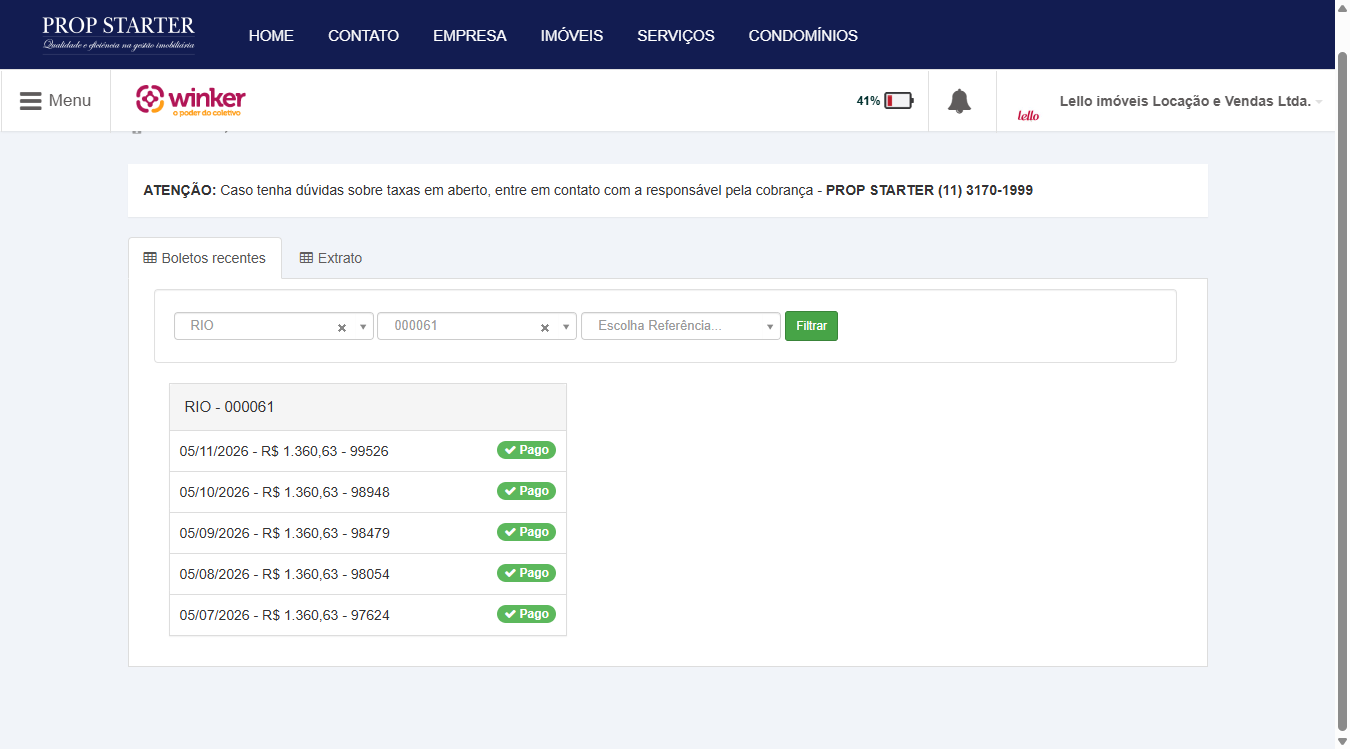 PROP STARTER
Qualidade e eficiência na gestão imobiliária
HOME CONTATO EMPRESA IMÓVEIS SERVIÇOS CONDOMÍNIOS
Menu
winker
o poder do coletivo
41%
lello
Lello imóveis Locação e Vendas Ltda.
ATENÇÃO: Caso tenha dúvidas sobre taxas em aberto, entre em contato com a responsável pela cobrança - PROP STARTER (11) 3170-1999
Boletos recentes Extrato
RIO × 000061 × Escolha Referência... Filtrar
RIO - 000061
05/11/2026 - R$ 1.360,63 - 99526 Pago
05/10/2026 - R$ 1.360,63 - 98948 Pago
05/09/2026 - R$ 1.360,63 - 98479 Pago
05/08/2026 - R$ 1.360,63 - 98054 Pago
05/07/2026 - R$ 1.360,63 - 97624 Pago